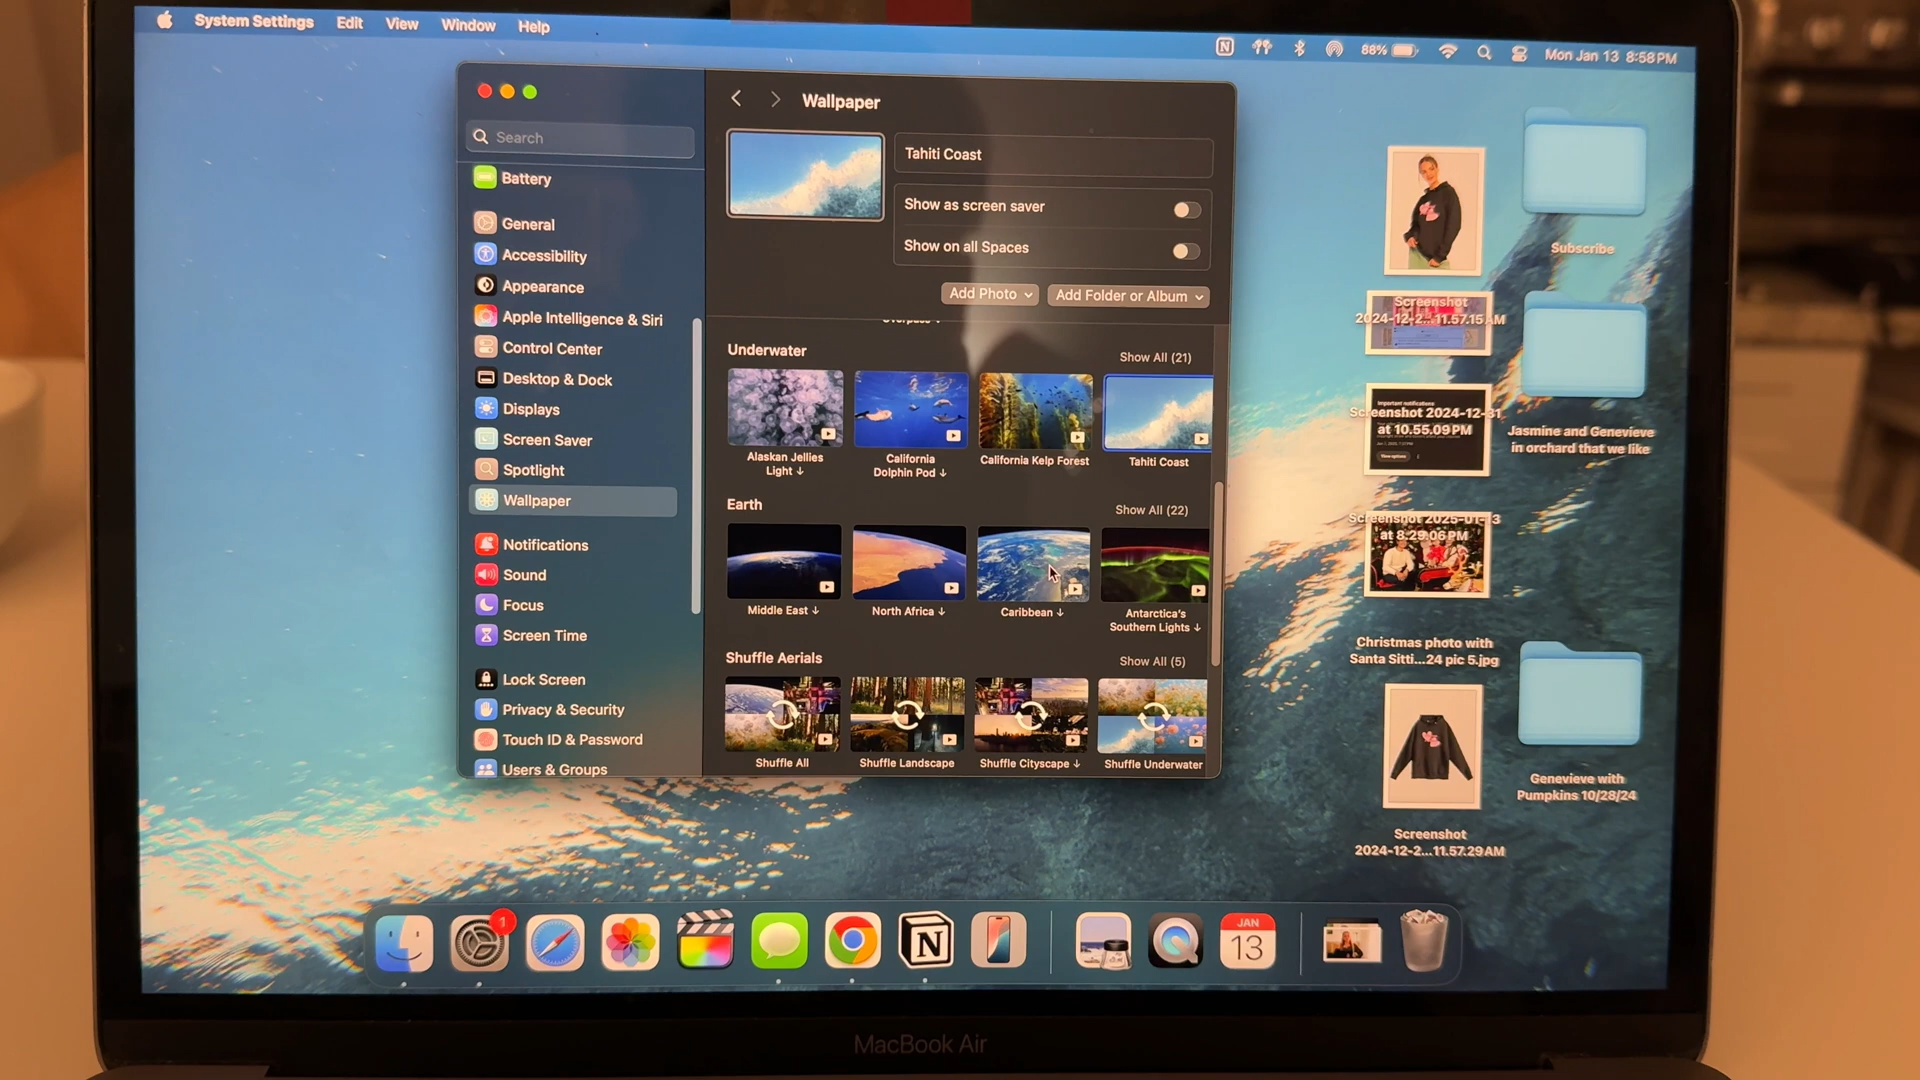 System Settings Edit View Window Help
N 88% Mon Jan 13 8:58 PM
Search
Battery
General
Accessibility
Appearance
Apple Intelligence & Siri
Control Center
Desktop & Dock
Displays
Screen Saver
Spotlight
Wallpaper
Notifications
Sound
Focus
Screen Time
Lock Screen
Privacy & Security
Touch ID & Password
Users & Groups
Wallpaper
Tahiti Coast
Show as screen saver
Show on all Spaces
Add Photo
Add Folder or Album
Underwater
Show All (21)
Alaskan Jellies
Light ↓
California
Dolphin Pod ↓
California Kelp Forest
Tahiti Coast
Earth
Show All (22)
Middle East ↓
North Africa ↓
Caribbean ↓
Antarctica's
Southern Lights ↓
Shuffle Aerials
Show All (5)
Shuffle All
Shuffle Landscape
Shuffle Cityscape ↓
Shuffle Underwater
Subscribe
Screenshot
2024-12-2...11.57.15 AM
Important notifications
Screenshot 2024-12-31
at 10.55.09 PM
Jasmine and Genevieve
in orchard that we like
Screenshot 2025-01-13
at 8.29.06 PM
Christmas photo with
Santa Sitti...24 pic 5.jpg
Genevieve with
Pumpkins 10/28/24
Screenshot
2024-12-2...11.57.29 AM
1
N
JAN
13
MacBook Air